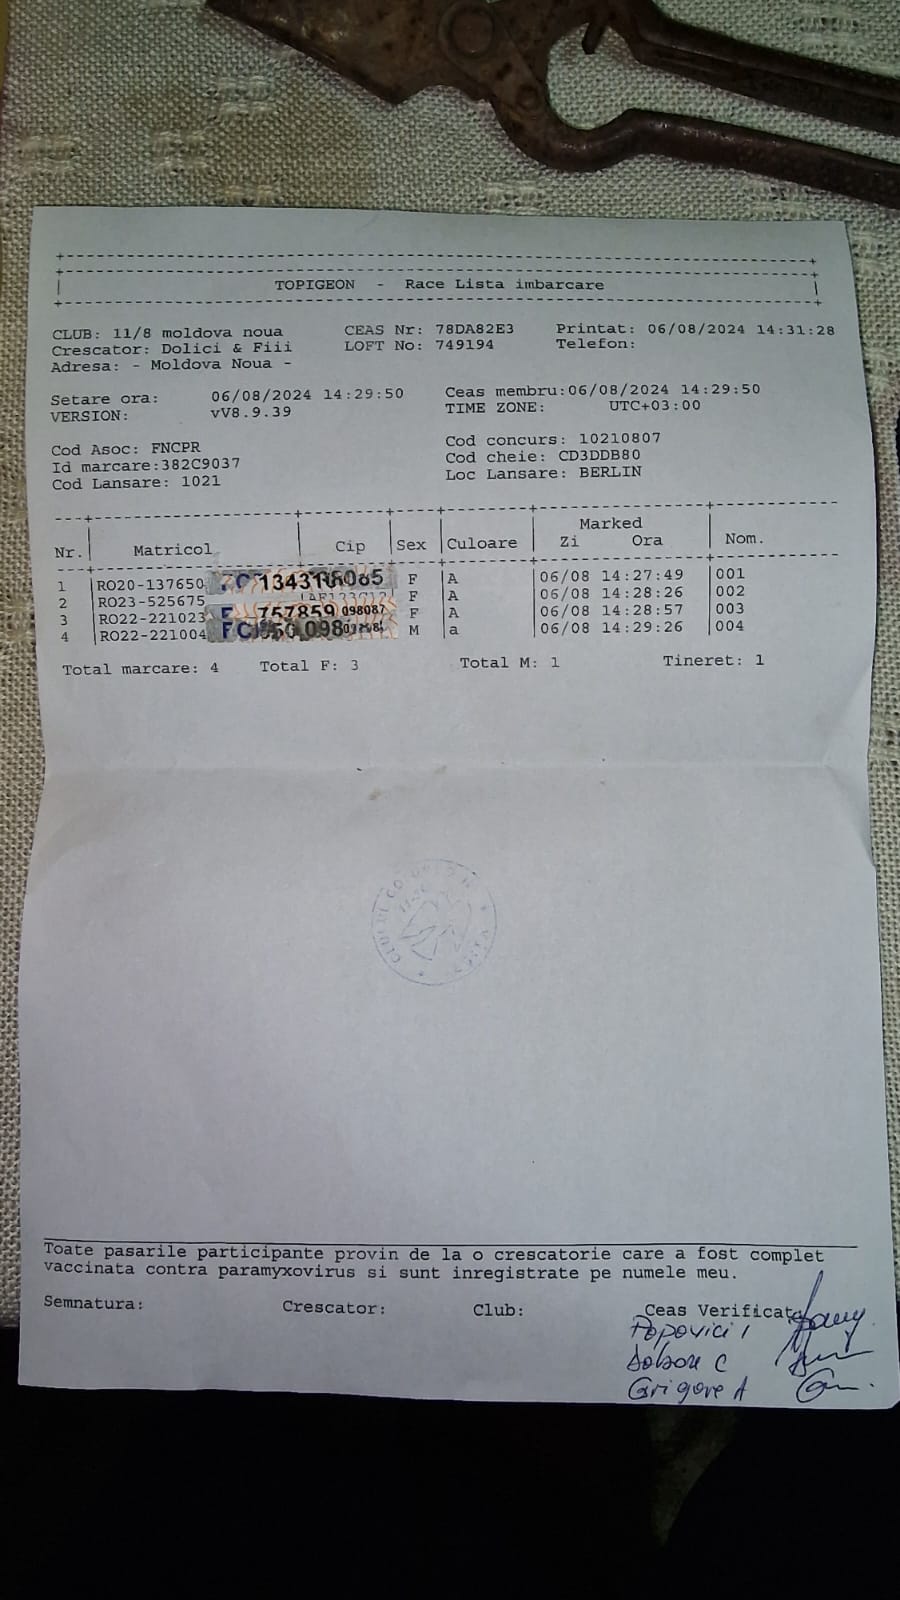 TOPIGEON - Race Lista imbarcare
CLUB: 11/8 moldova noua CEAS Nr: 78DA82E3 Printat: 06/08/2024 14:31:28
Crescator: Dolici & Fiii LOFT No: 749194 Telefon:
Adresa: - Moldova Noua -
Setare ora: 06/08/2024 14:29:50 Ceas membru:06/08/2024 14:29:50
VERSION: vV8.9.39 TIME ZONE: UTC+03:00
Cod Asoc: FNCPR Cod concurs: 10210807
Id marcare:382C9037 Cod cheie: CD3DDB80
Cod Lansare: 1021 Loc Lansare: BERLIN
Marked
Nr. Matricol Cip Sex Culoare Zi Ora Nom.
1 RO20-137650 F A 06/08 14:27:49 001
2 RO23-525675 F A 06/08 14:28:26 002
3 RO22-221023 757859 098087 F A 06/08 14:28:57 003
4 RO22-221004 M a 06/08 14:29:26 004
Total marcare: 4 Total F: 3 Total M: 1 Tineret: 1
Toate pasarile participante provin de la o crescatorie care a fost complet
vaccinata contra paramyxovirus si sunt inregistrate pe numele meu.
Semnatura: Crescator: Club: Ceas Verificat
Popovici I
C
Grigore A